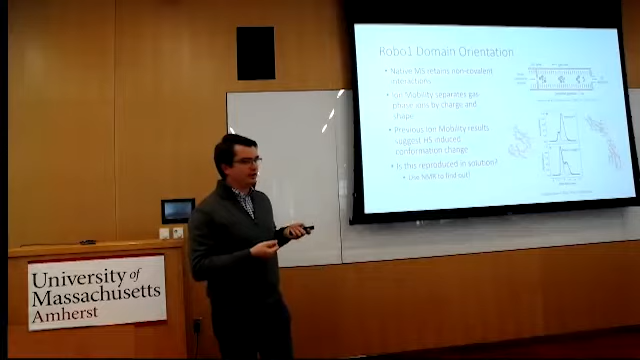 Robo1 Domain Orientation
• Native MS retains non-covalent
interactions
• Ion Mobility separates gas
phase ions by charge and
shape
• Previous Ion Mobility results
suggest HS induced
conformation change
• Is this reproduced in solution?
• Use NMR to find out!
University of
Massachusetts
Amherst